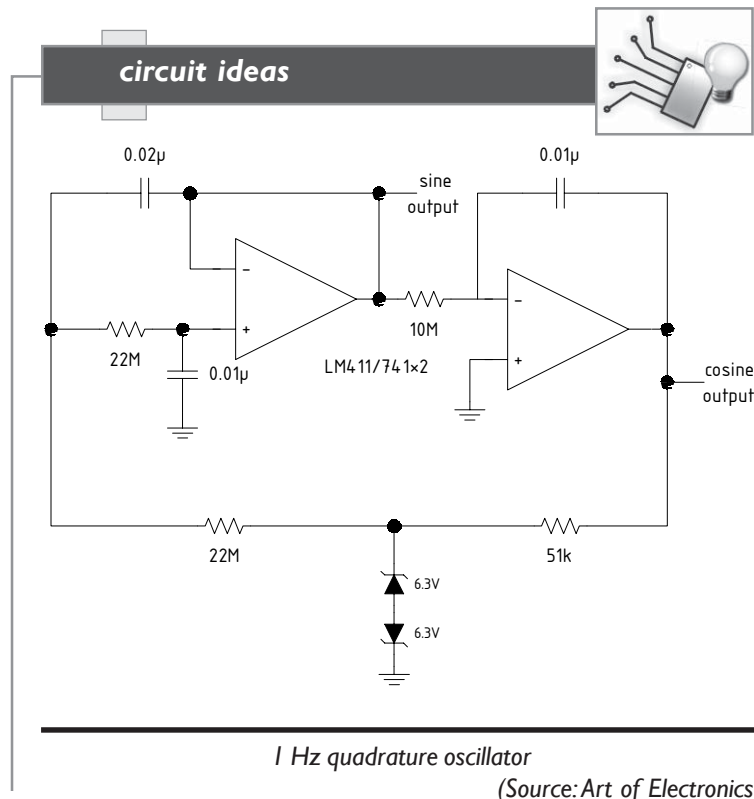 circuit ideas
0.02µ
0.01µ
sine
output
−
+
22M
0.01µ
10M
LM411/741×2
−
+
cosine
output
22M
51k
6.3V
6.3V
1 Hz quadrature oscillator
(Source: Art of Electronics